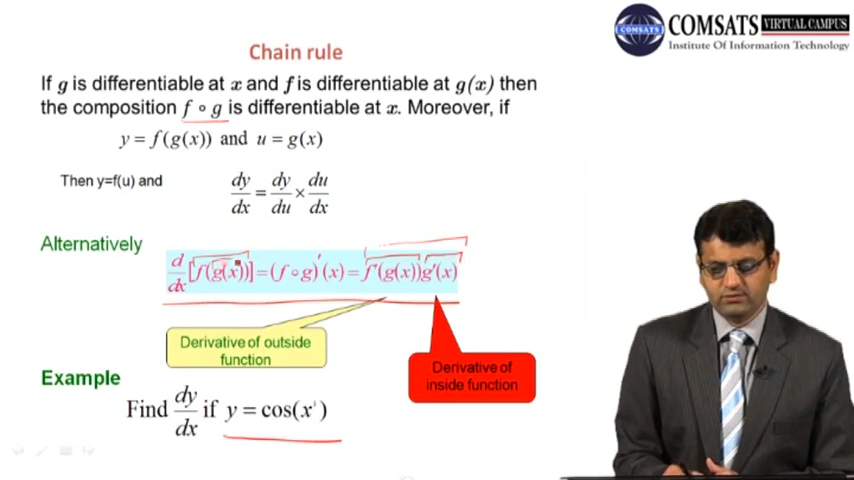 COMSATS VIRTUAL CAMPUS
Institute Of Information Technology
Chain rule
If g is differentiable at x and f is differentiable at g(x) then
the composition f ∘ g is differentiable at x. Moreover, if
y = f(g(x)) and u = g(x)
Then y=f(u) and dy/dx = dy/du × du/dx
Alternatively
d/dx [f(g(x))] = (f ∘ g)′(x) = f′(g(x))g′(x)
Derivative of outside
function
Derivative of
inside function
Example
Find dy/dx if y = cos(x )